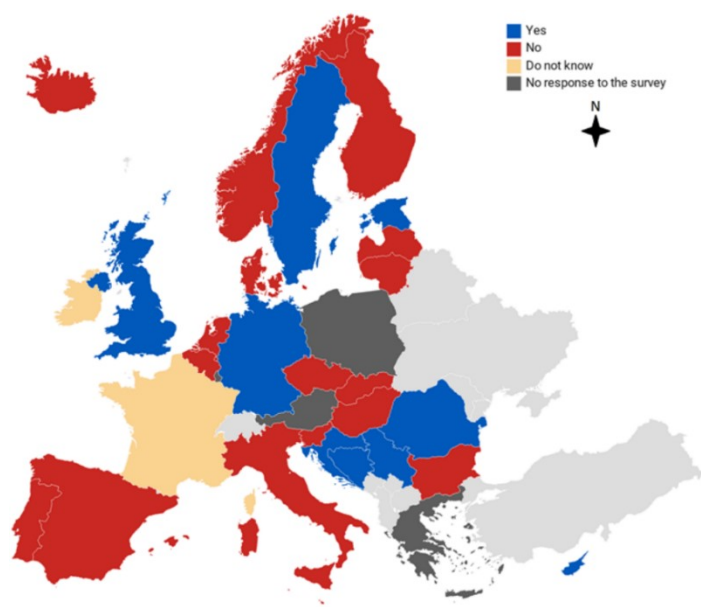 Yes
No
Do not know
No response to the survey
N